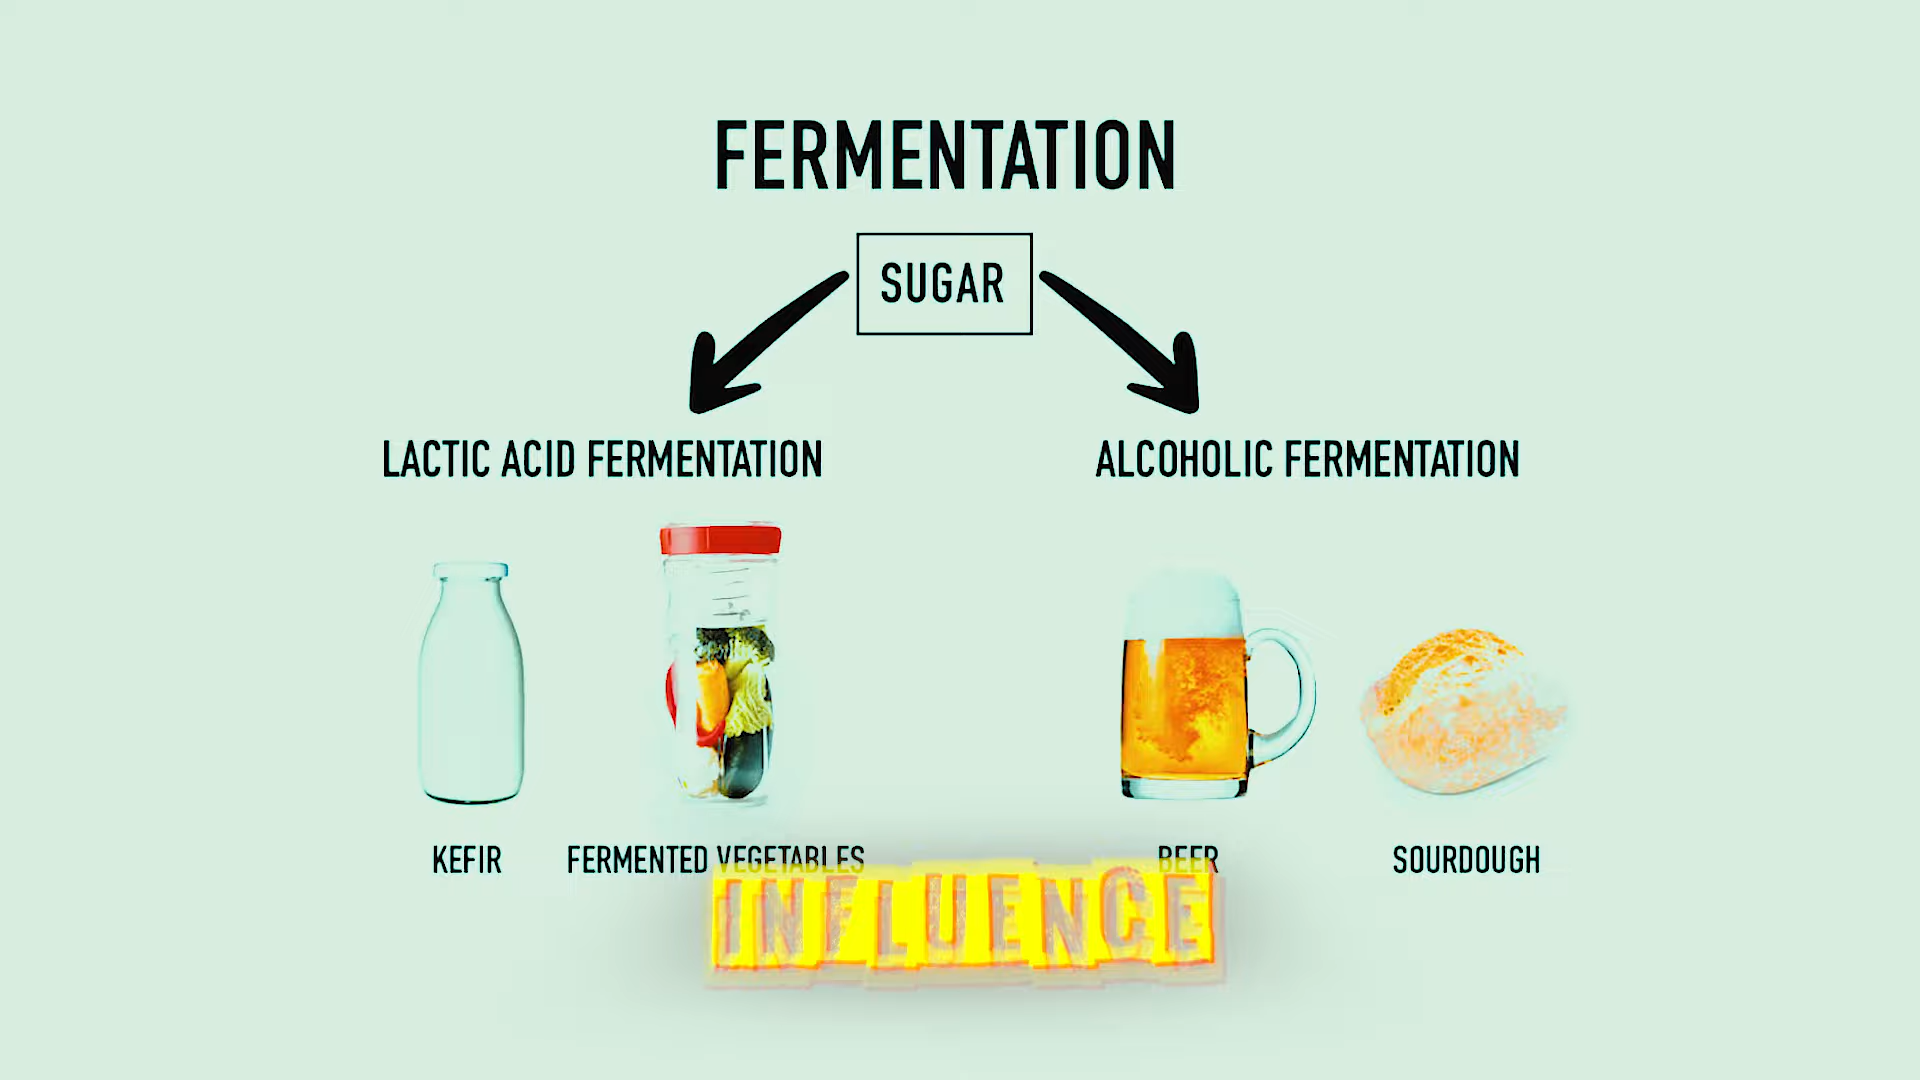 FERMENTATION
SUGAR
LACTIC ACID FERMENTATION
ALCOHOLIC FERMENTATION
KEFIR
FERMENTED VEGETABLES
BEER
SOURDOUGH
INFLUENCE